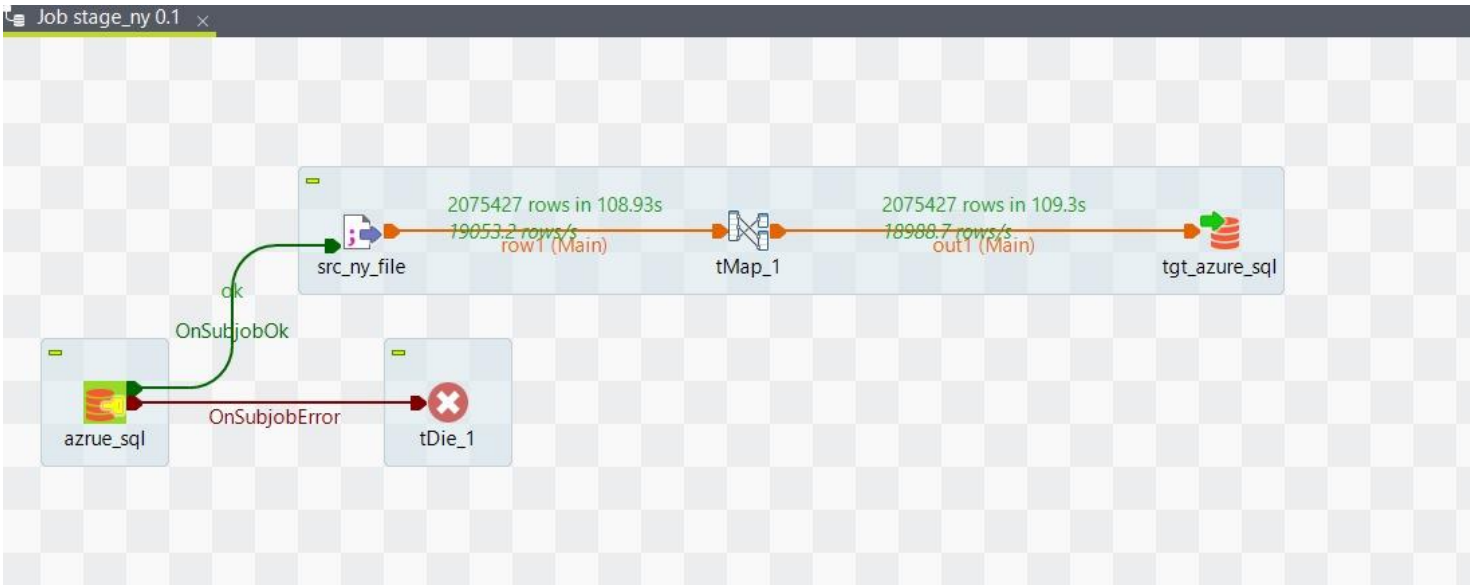 Job stage_ny 0.1
2075427 rows in 108.93s
19053.2 rows/s
row1 (Main)
2075427 rows in 109.3s
18988.7 rows/s
out1 (Main)
src_ny_file
tMap_1
tgt_azure_sql
ok
OnSubjobOk
OnSubjobError
azrue_sql
tDie_1